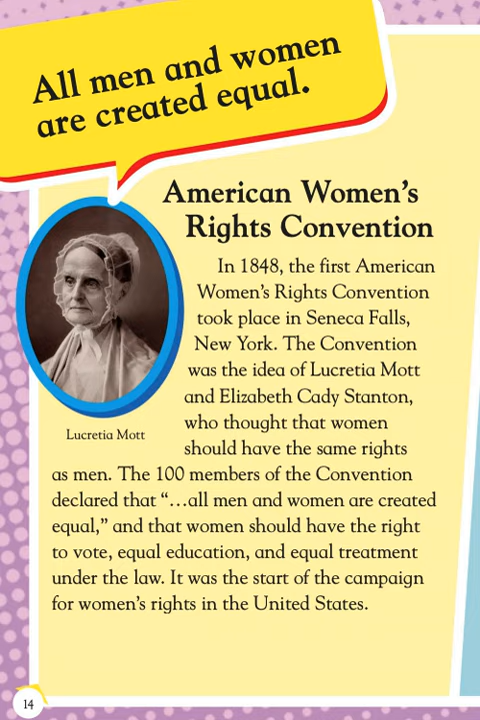 All men and women
are created equal.
American Women's
Rights Convention
In 1848, the first American
Women's Rights Convention
took place in Seneca Falls,
New York. The Convention
was the idea of Lucretia Mott
and Elizabeth Cady Stanton,
who thought that women
should have the same rights
as men. The 100 members of the Convention
declared that “...all men and women are created
equal,” and that women should have the right
to vote, equal education, and equal treatment
under the law. It was the start of the campaign
for women's rights in the United States.
Lucretia Mott
14